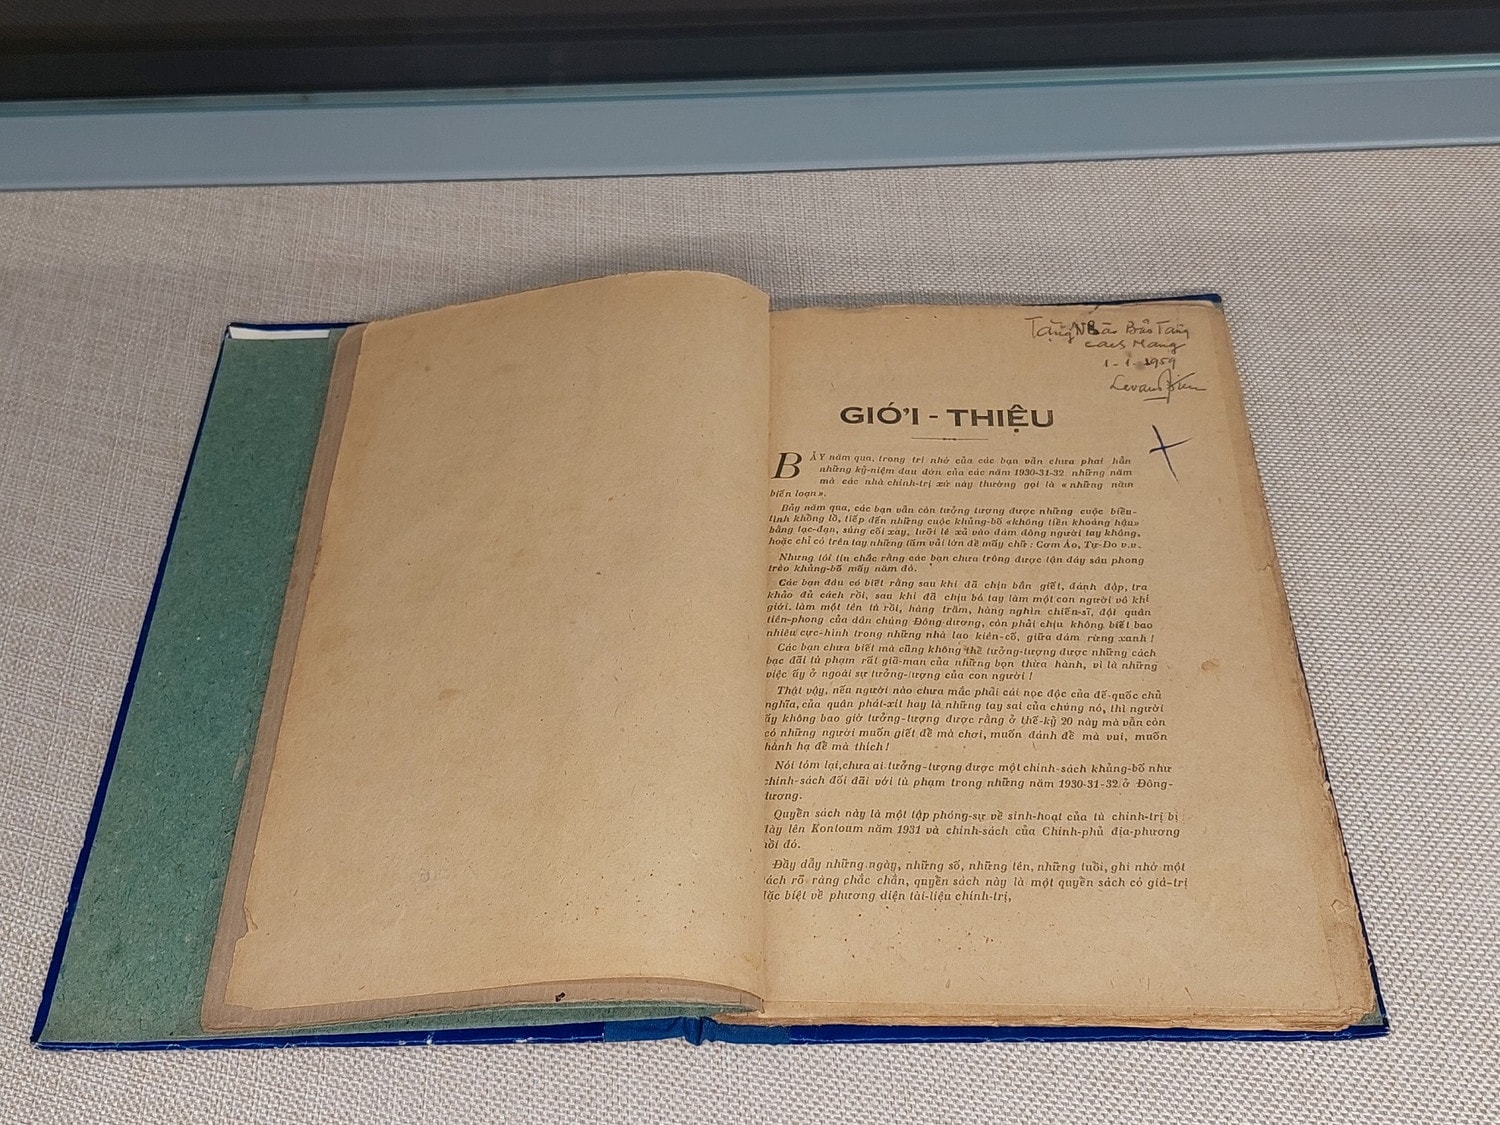 Tặng Nhà Bảo Tàng
Cách Mạng
1-1-1959
GIỚI - THIỆU
BẢY năm qua, trong trí nhớ của các bạn vẫn chưa phai hẳn
những kỷ-niệm đau đớn của các năm 1930-31-32 những năm
mà các nhà chính-trị xứ này thường gọi là « những năm
biến loạn».
Bảy năm qua, các bạn vẫn còn tưởng tượng được những cuộc biểu-
tình khồng lồ, tiếp đến những cuộc khủng-bố «không tiền khoáng hậu»
bằng tạc-đạn, súng cối xay, lưỡi lê xả vào đám đông người tay không,
hoặc chỉ có trên tay những tấm vải lớn đề mấy chữ : Cơm Áo, Tự-Do v.v.
Nhưng tôi tin chắc rằng các bạn chưa trông được tận đáy sâu phong
trào khủng-bố mấy năm đó.
Các bạn đâu có biết rằng sau khi đã chịu bắn giết, đánh đập, tra
khảo đủ cách rồi, sau khi đã chịu bó tay làm một con người vô khí
giới, làm một tên tù rồi, hàng trăm, hàng nghìn chiến-sĩ, đội quân
tiên-phong của dân chúng Đông-dương, còn phải chịu không biết bao
nhiêu cực-hình trong những nhà lao kiên-cố, giữa đám rừng xanh !
Các bạn chưa biết mà cũng không thể tưởng-tượng được những cách
bạc đãi tù phạm rất giã-man của những bọn thừa hành, vì là những
việc ấy ở ngoài sự tưởng-tượng của con người !
Thật vậy, nếu người nào chưa mắc phải cái nọc độc của đế-quốc chủ
nghĩa, của quân phát-xít hay là những tay sai của chúng nó, thì người
ấy không bao giờ tưởng-tượng được rằng ở thế-kỷ 20 này mà vẫn còn
có những người muốn giết để mà chơi, muốn đánh để mà vui, muốn
hành hạ để mà thích !
Nói tóm lại, chưa ai tưởng-tượng được một chính-sách khủng-bố như
chính-sách đối đãi với tù phạm trong những năm 1930-31-32 ở Đông-
dương.
Quyển sách này là một tập phóng-sự về sinh-hoạt của tù chính-trị bị
đày lên Kontoum năm 1931 và chính-sách của Chính-phủ địa-phương
hồi đó.
Đầy dẫy những ngày, những số, những tên, những tuổi, ghi nhớ một
cách rõ ràng chắc chắn, quyển sách này là một quyển sách có giá-trị
đặc biệt về phương diện tài-liệu chính-trị,